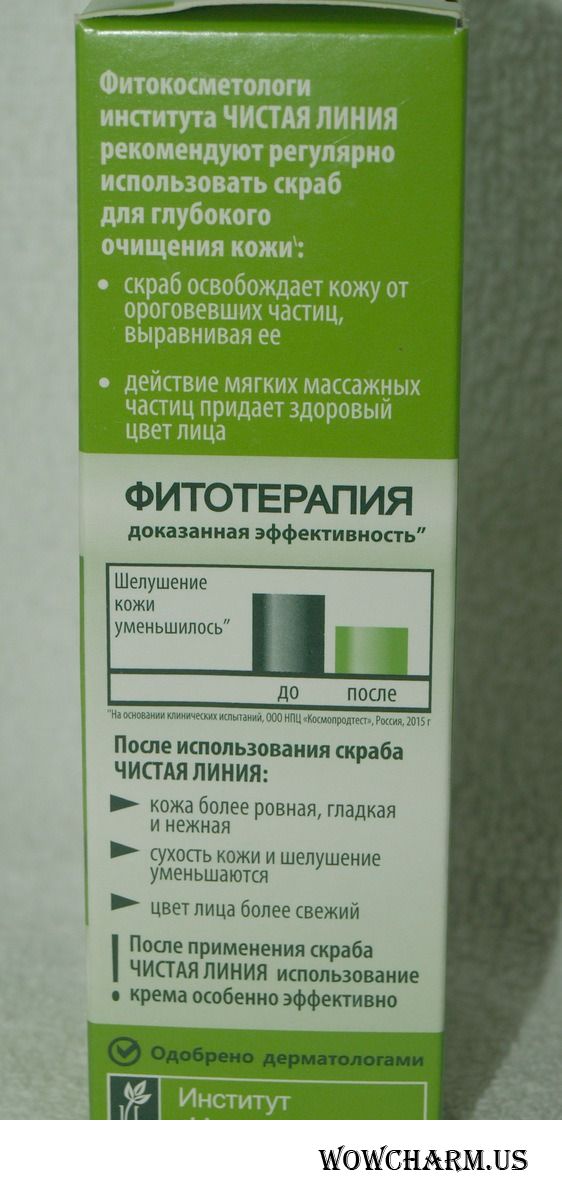 Фитокосметологи
института ЧИСТАЯ ЛИНИЯ
рекомендуют регулярно
использовать скраб
для глубокого
очищения кожи\:
• скраб освобождает кожу от
ороговевших частиц,
выравнивая ее
• действие мягких массажных
частиц придает здоровый
цвет лица
ФИТОТЕРАПИЯ
доказанная эффективность\\
Шелушение
кожи
уменьшилось\\
до после
\\На основании клинических испытаний, ООО НПЦ «Космопродтест», Россия, 2015 г
После использования скраба
ЧИСТАЯ ЛИНИЯ:
кожа более ровная, гладкая
и нежная
сухость кожи и шелушение
уменьшаются
цвет лица более свежий
! После применения скраба
ЧИСТАЯ ЛИНИЯ использование
крема особенно эффективно
Одобрено дерматологами
Институт
WOWCHARM.US